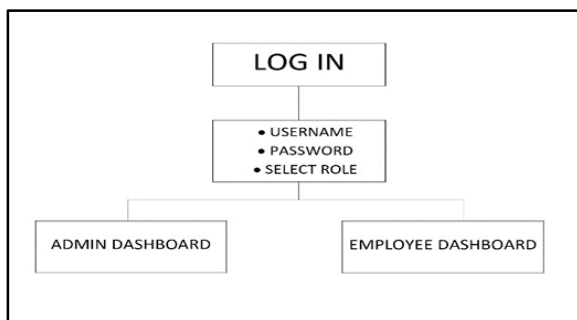 LOG IN
• USERNAME
• PASSWORD
• SELECT ROLE
ADMIN DASHBOARD
EMPLOYEE DASHBOARD